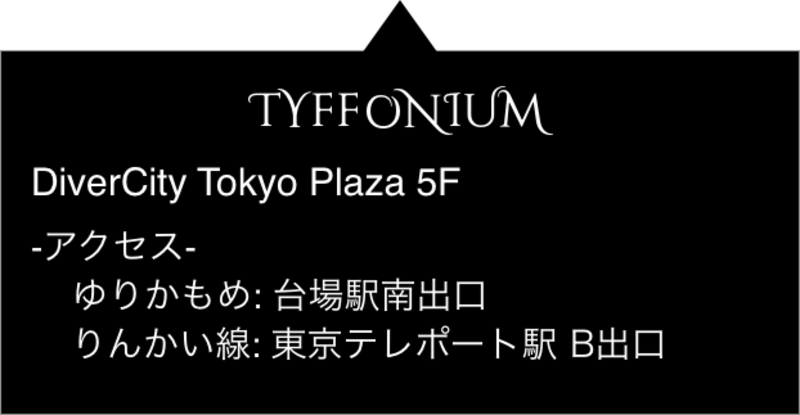 TYFFONIUM
DiverCity Tokyo Plaza 5F
-アクセス-
ゆりかもめ: 台場駅南出口
りんかい線: 東京テレポート駅 B出口